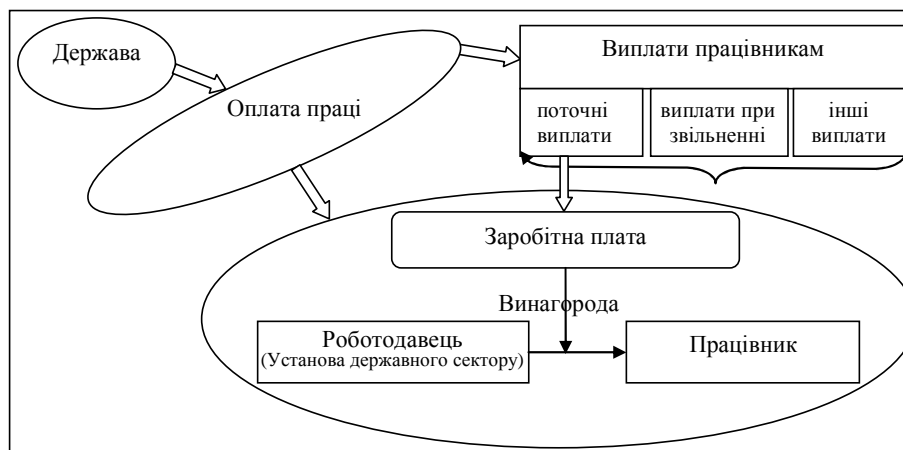 Держава
Оплата праці
Виплати працівникам
поточні
виплати
виплати при
звільненні
інші
виплати
Заробітна плата
Винагорода
Роботодавець
(Установа державного сектору)
Працівник